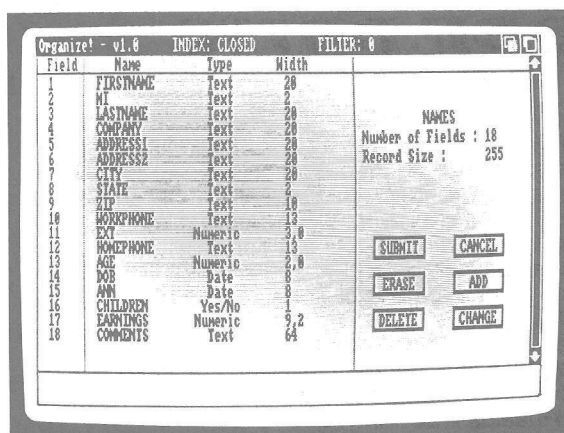 Organize! - v1.0 INDEX: CLOSED FILTER: 0
Field Name Type Width
1 FIRSTNAME Text 20
2 MI Text 2
3 LASTNAME Text 20
4 COMPANY Text 20
5 ADDRESS1 Text 20
6 ADDRESS2 Text 20
7 CITY Text 20
8 STATE Text 2
9 ZIP Text 10
10 WORKPHONE Text 13
11 EXT Numeric 3,0
12 HOMEPHONE Text 13
13 AGE Numeric 2,0
14 DOB Date 8
15 ANN Date 8
16 CHILDREN Yes/No 1
17 EARNINGS Numeric 9,2
18 COMMENTS Text 64
NAMES
Number of Fields : 18
Record Size : 255
SUBMIT CANCEL
ERASE ADD
DELETE CHANGE